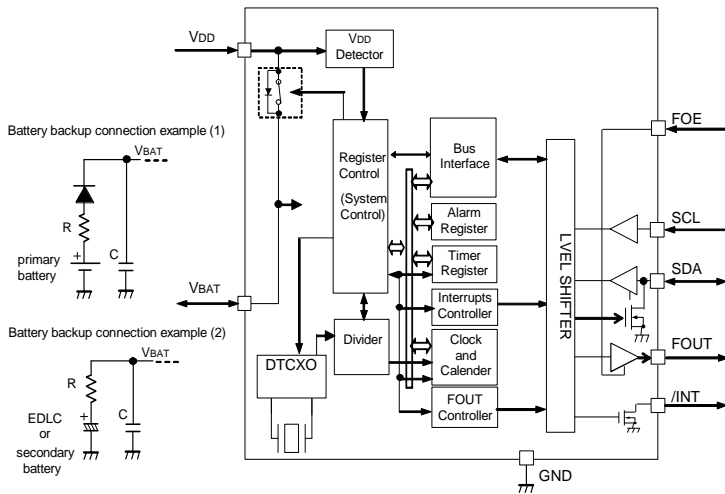 VDD
VDD
Detector
FOE
Battery backup connection example (1)
VBAT
R
+
C
primary
battery
Register
Control
(System
Control)
Bus
Interface
Alarm
Register
Timer
Register
Interrupts
Controller
Clock
and
Calender
FOUT
Controller
Divider
DTCXO
LVEL SHIFTER
SCL
SDA
FOUT
/INT
GND
VBAT
Battery backup connection example (2)
VBAT
R
+
C
EDLC
or
secondary
battery